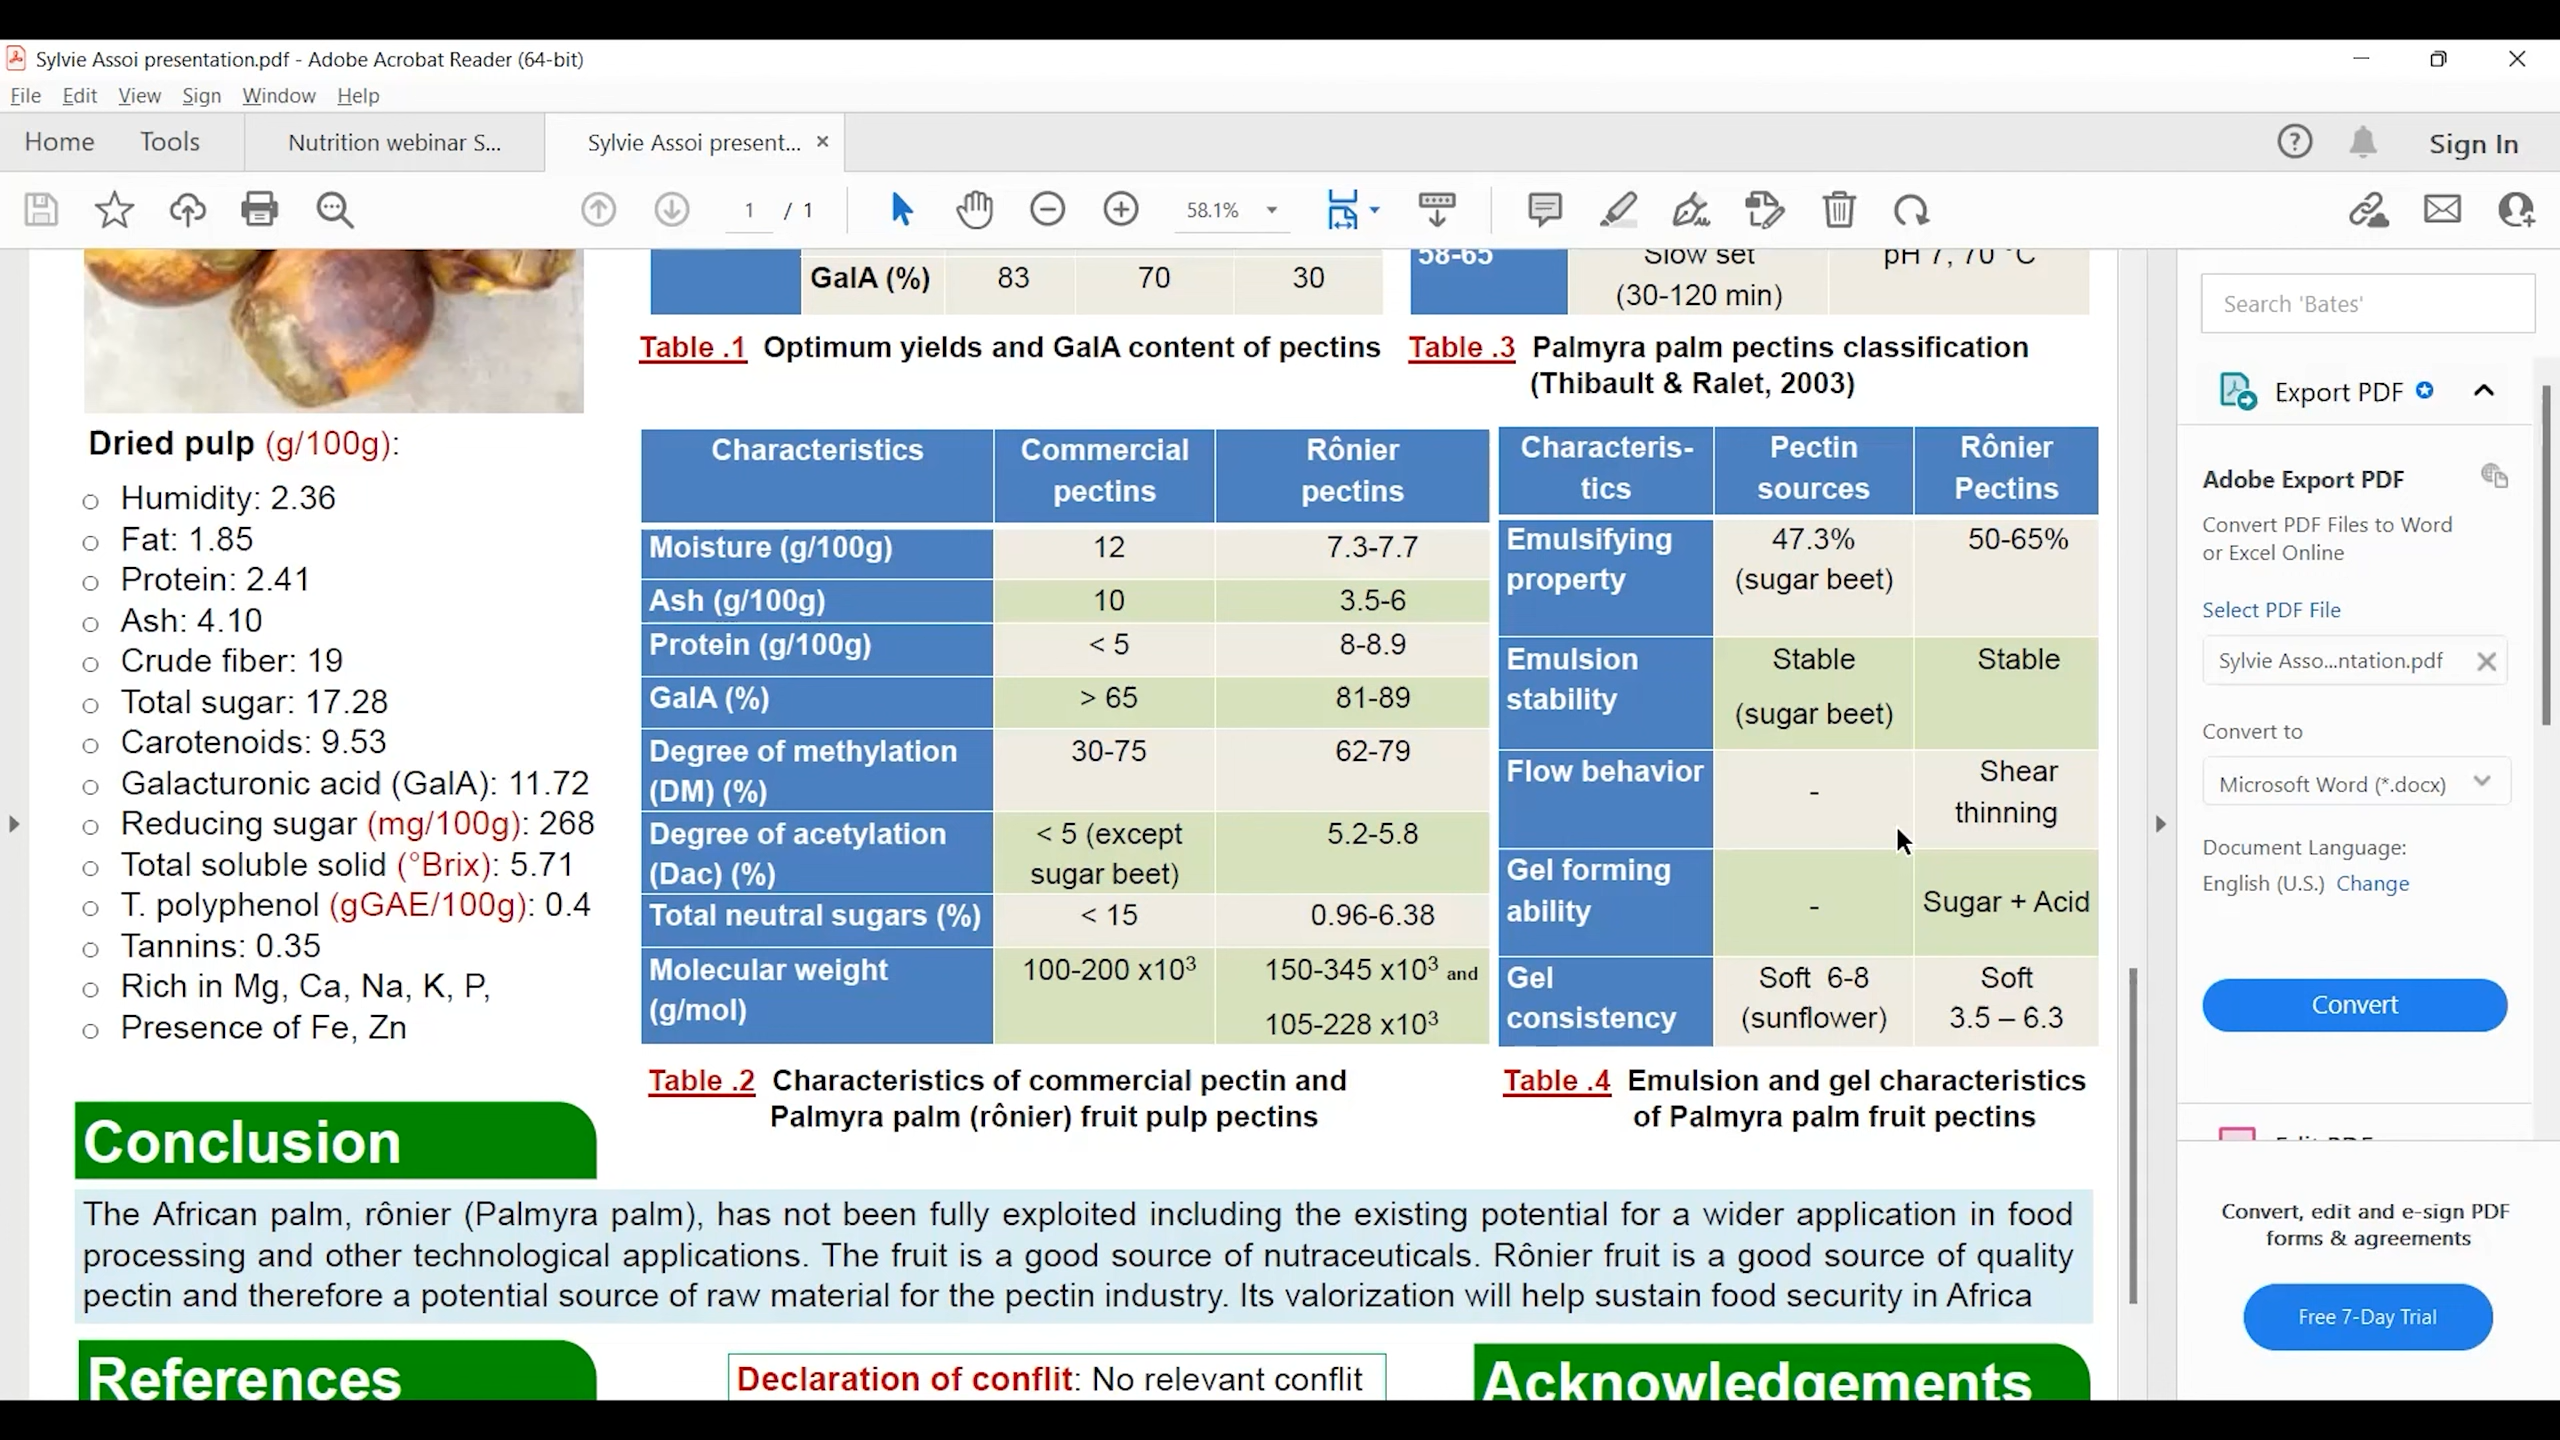 Sylvie Assoi presentation.pdf - Adobe Acrobat Reader (64-bit)
File Edit View Sign Window Help
Home Tools Nutrition webinar S... Sylvie Assoi present... × Sign In
1 / 1 58.1%
GalA (%) 83 70 30
58-65 Slow set pH 7, 70 °C
(30-120 min)
Table .1 Optimum yields and GalA content of pectins
Table .3 Palmyra palm pectins classification
(Thibault & Ralet, 2003)
Dried pulp (g/100g):
o Humidity: 2.36
o Fat: 1.85
o Protein: 2.41
o Ash: 4.10
o Crude fiber: 19
o Total sugar: 17.28
o Carotenoids: 9.53
o Galacturonic acid (GalA): 11.72
o Reducing sugar (mg/100g): 268
o Total soluble solid (°Brix): 5.71
o T. polyphenol (gGAE/100g): 0.4
o Tannins: 0.35
o Rich in Mg, Ca, Na, K, P,
o Presence of Fe, Zn
Characteristics Commercial Rônier
pectins pectins
Moisture (g/100g) 12 7.3-7.7
Ash (g/100g) 10 3.5-6
Protein (g/100g) < 5 8-8.9
GalA (%) > 65 81-89
Degree of methylation 30-75 62-79
(DM) (%)
Degree of acetylation < 5 (except 5.2-5.8
(Dac) (%) sugar beet)
Total neutral sugars (%) < 15 0.96-6.38
Molecular weight 100-200 x10³ 150-345 x10³ and
(g/mol) 105-228 x10³
Table .2 Characteristics of commercial pectin and
Palmyra palm (rônier) fruit pulp pectins
Characteris- Pectin Rônier
tics sources Pectins
Emulsifying 47.3% 50-65%
property (sugar beet)
Emulsion Stable Stable
stability (sugar beet)
Flow behavior - Shear
thinning
Gel forming - Sugar + Acid
ability
Gel Soft 6-8 Soft
consistency (sunflower) 3.5 – 6.3
Table .4 Emulsion and gel characteristics
of Palmyra palm fruit pectins
Conclusion
The African palm, rônier (Palmyra palm), has not been fully exploited including the existing potential for a wider application in food
processing and other technological applications. The fruit is a good source of nutraceuticals. Rônier fruit is a good source of quality
pectin and therefore a potential source of raw material for the pectin industry. Its valorization will help sustain food security in Africa
References
Declaration of conflit: No relevant conflit
Acknowledgements
Search 'Bates'
Export PDF
Adobe Export PDF
Convert PDF Files to Word
or Excel Online
Select PDF File
Sylvie Asso...ntation.pdf
Convert to
Microsoft Word (*.docx)
Document Language:
English (U.S.) Change
Convert
Edit PDF
Convert, edit and e-sign PDF
forms & agreements
Free 7-Day Trial